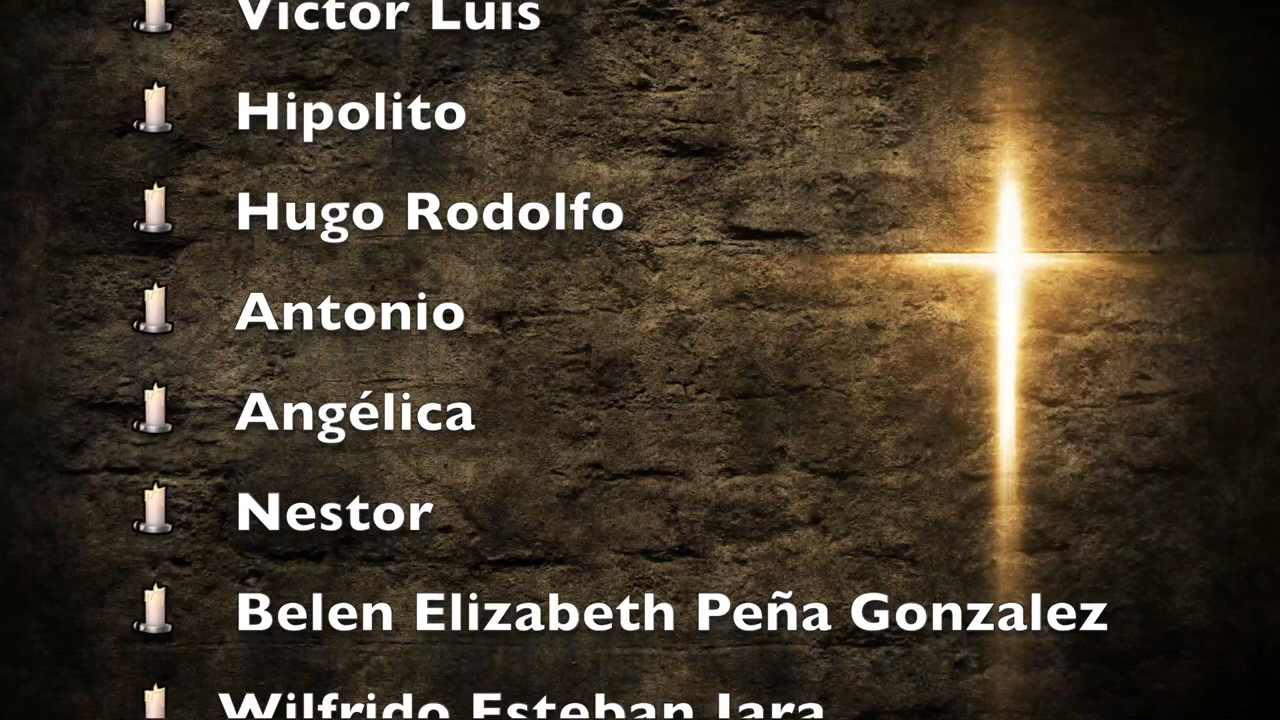 Victor Luis
Hipolito
Hugo Rodolfo
Antonio
Angélica
Nestor
Belen Elizabeth Peña Gonzalez
Wilfrido Esteban Jara